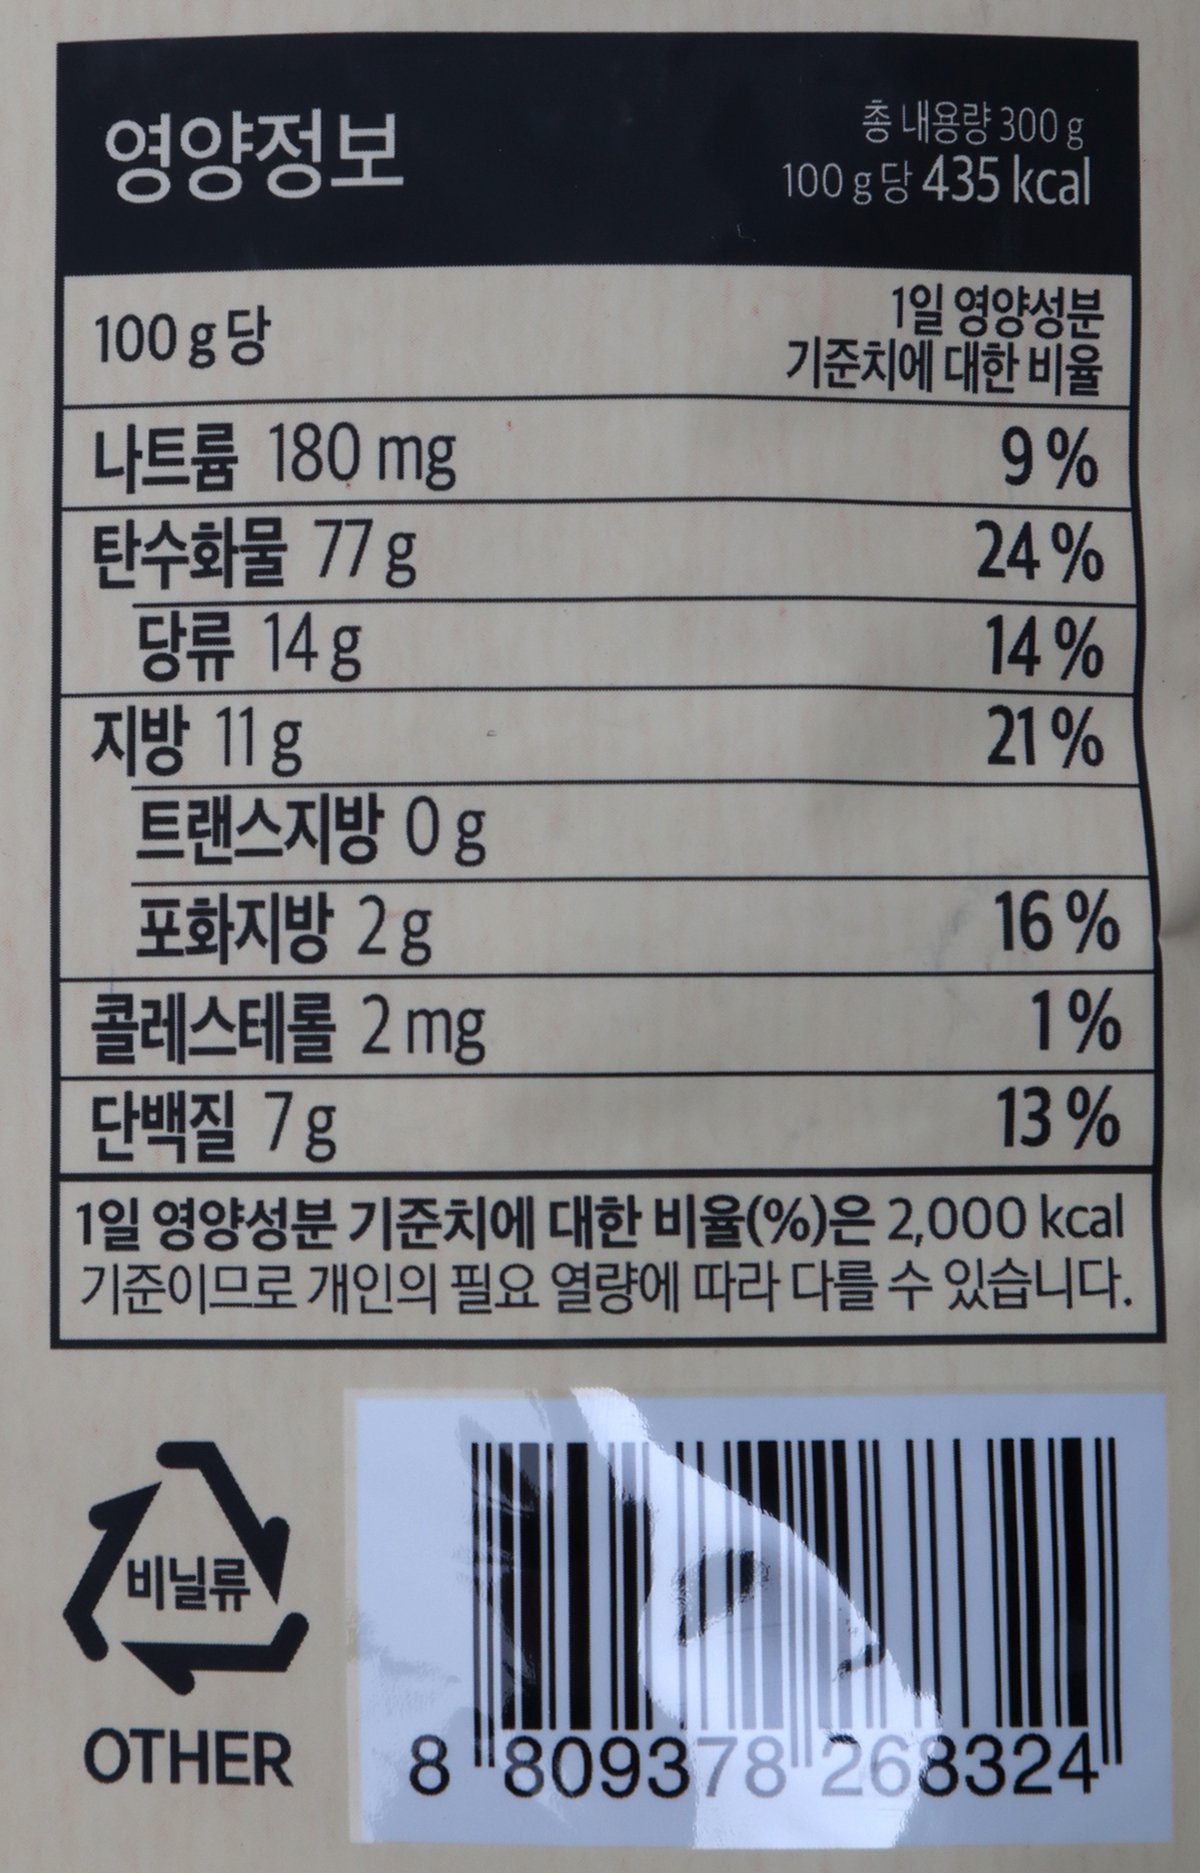 영양정보
총 내용량 300 g
100 g 당 435 kcal
100 g 당
1일 영양성분
기준치에 대한 비율
나트륨 180 mg 9 %
탄수화물 77 g 24 %
당류 14 g 14 %
지방 11 g 21 %
트랜스지방 0 g
포화지방 2 g 16 %
콜레스테롤 2 mg 1 %
단백질 7 g 13 %
1일 영양성분 기준치에 대한 비율(%)은 2,000 kcal
기준이므로 개인의 필요 열량에 따라 다를 수 있습니다.
비닐류
OTHER
8 809378 268324